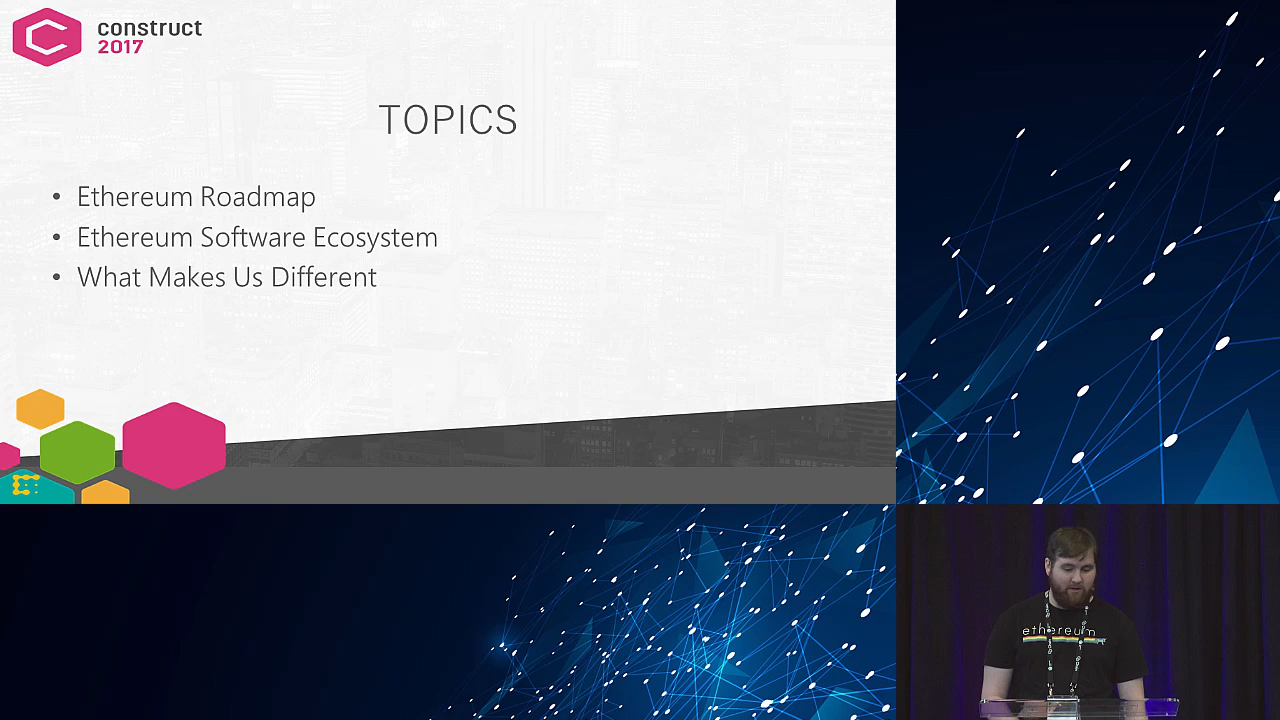 construct
2017
TOPICS
• Ethereum Roadmap
• Ethereum Software Ecosystem
• What Makes Us Different
ethereum